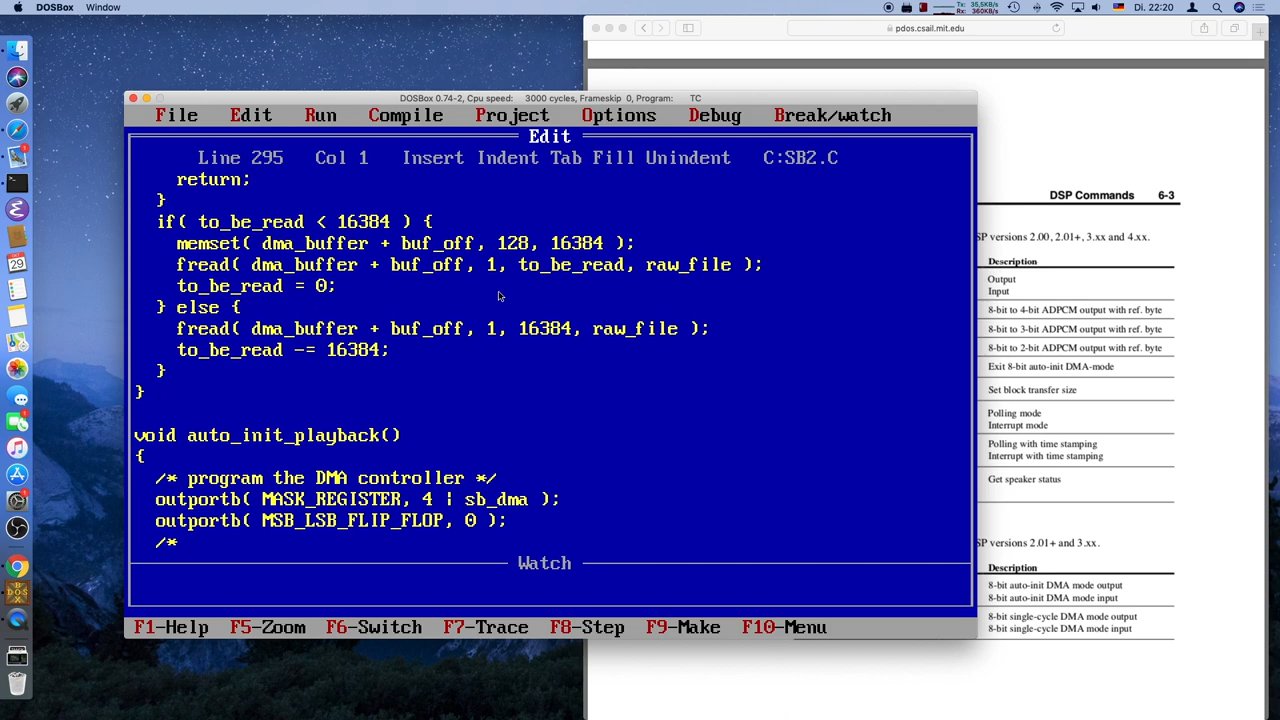 DOSBox Window
Tx: 35,5KB/s
Rx: 360KB/s
Di. 22:20
pdos.csail.mit.edu
DOSBox 0.74-2, Cpu speed: 3000 cycles, Frameskip 0, Program: TC
File Edit Run Compile Project Options Debug Break/watch
Edit
Line 295 Col 1 Insert Indent Tab Fill Unindent C:SB2.C
return;
}
if( to_be_read < 16384 ) {
memset( dma_buffer + buf_off, 128, 16384 );
fread( dma_buffer + buf_off, 1, to_be_read, raw_file );
to_be_read = 0;
} else {
fread( dma_buffer + buf_off, 1, 16384, raw_file );
to_be_read -= 16384;
}
}
void auto_init_playback()
{
/* program the DMA controller */
outportb( MASK_REGISTER, 4 | sb_dma );
outportb( MSB_LSB_FLIP_FLOP, 0 );
/*
Watch
F1-Help F5-Zoom F6-Switch F7-Trace F8-Step F9-Make F10-Menu
DSP Commands 6-3
SP versions 2.00, 2.01+, 3.xx and 4.xx.
Description
Output
Input
8-bit to 4-bit ADPCM output with ref. byte
8-bit to 3-bit ADPCM output with ref. byte
8-bit to 2-bit ADPCM output with ref. byte
Exit 8-bit auto-init DMA-mode
Set block transfer size
Polling mode
Interrupt mode
Polling with time stamping
Interrupt with time stamping
Get speaker status
SP versions 2.01+ and 3.xx.
Description
8-bit auto-init DMA mode output
8-bit auto-init DMA mode input
8-bit single-cycle DMA mode output
8-bit single-cycle DMA mode input
29